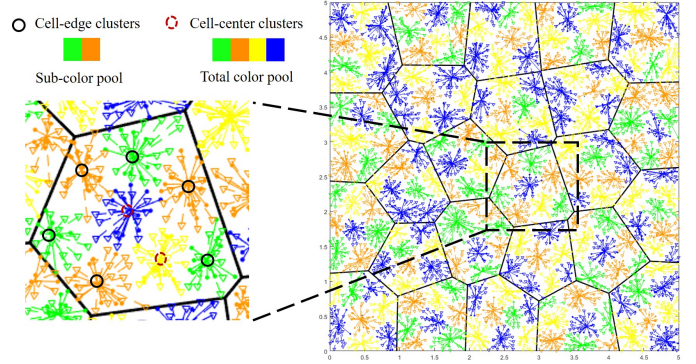 Cell-edge clusters
Cell-center clusters
Sub-color pool
Total color pool
5
4.5
4
3.5
3
2.5
2
1.5
1
0.5
0
0 0.5 1 1.5 2 2.5 3 3.5 4 4.5 5